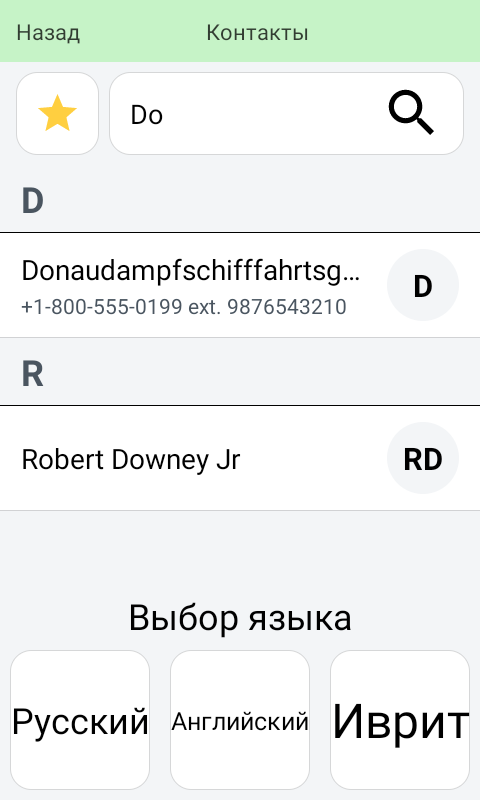 Назад
Контакты
Do
D
Donaudampfschifffahrtsg...
+1-800-555-0199 ext. 9876543210
D
R
Robert Downey Jr
RD
Выбор языка
Русский
Английский
Иврит